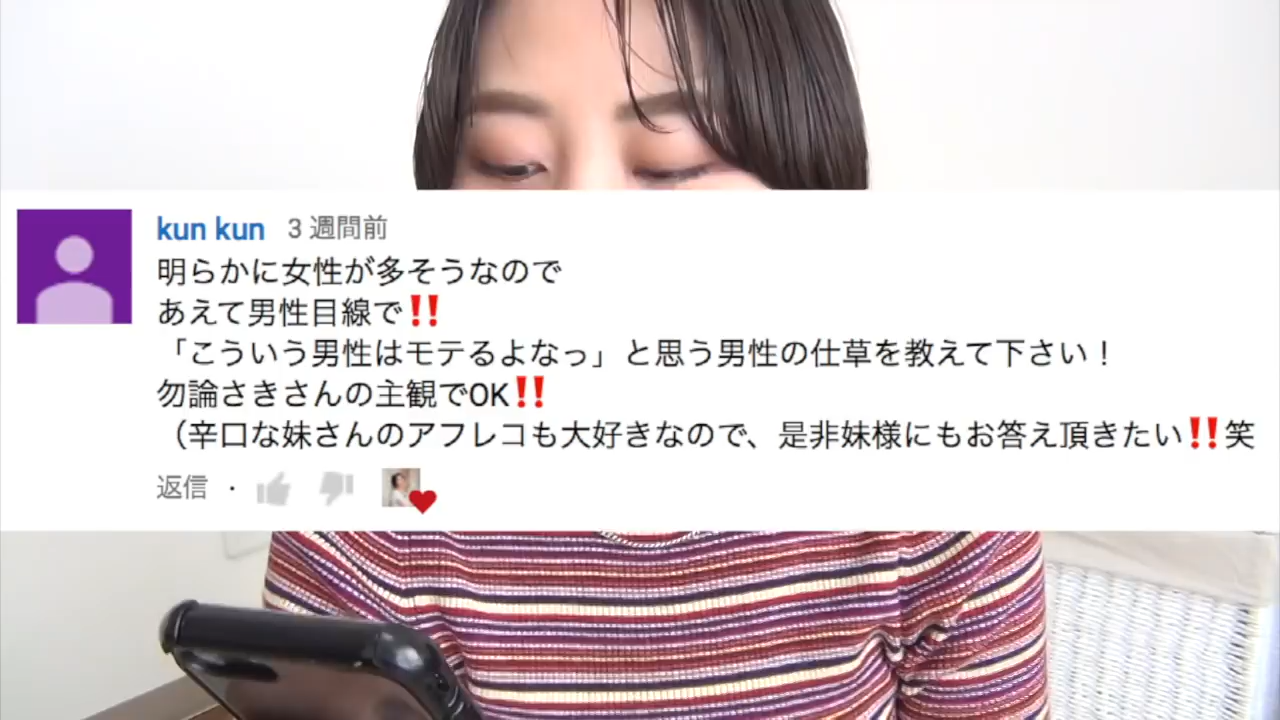 kun kun 3 週間前
明らかに女性が多そうなので
あえて男性目線で‼️
「こういう男性はモテるよなっ」と思う男性の仕草を教えて下さい！
勿論さきさんの主観でOK‼️
（辛口な妹さんのアフレコも大好きなので、是非妹様にもお答え頂きたい‼️笑
返信 ·